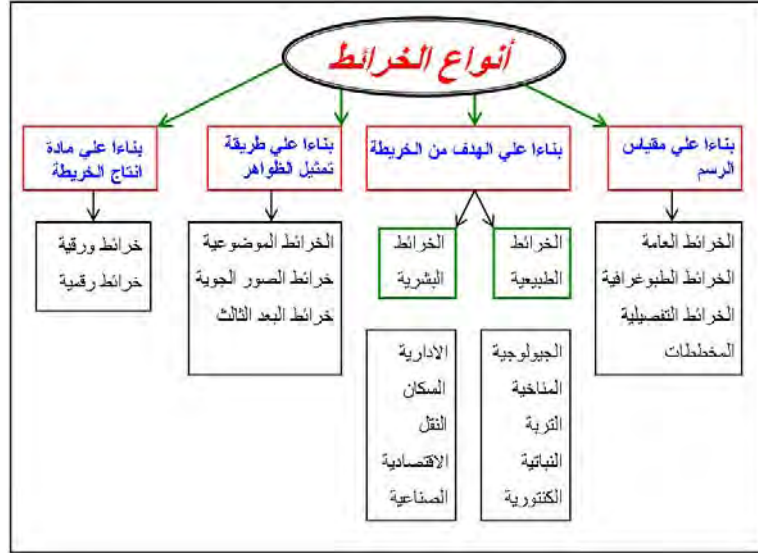 أنواع الخرائط
بناءا علي مقياس
الرسم
الخرائط العامة
الخرائط الطبوغرافية
الخرائط التفصيلية
المخططات
بناءا علي الهدف من الخريطة
الخرائط
الطبيعية
الجيولوجية
المناخية
التربة
النباتية
الكنتورية
الخرائط
البشرية
الادارية
السكان
النقل
الاقتصادية
الصناعية
بناءا علي طريقة
تمثيل الظواهر
الخرائط الموضوعية
خرائط الصور الجوية
خرائط البعد الثالث
بناءا علي مادة
انتاج الخريطة
خرائط ورقية
خرائط رقمية